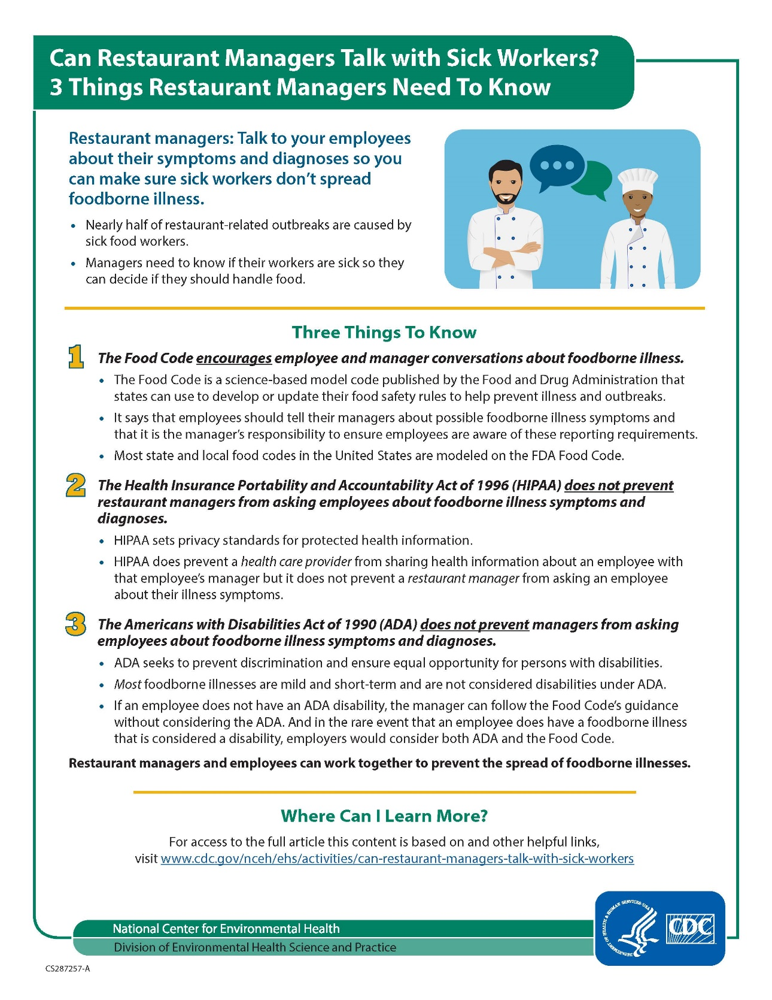 Can Restaurant Managers Talk with Sick Workers?
3 Things Restaurant Managers Need To Know
Restaurant managers: Talk to your employees
about their symptoms and diagnoses so you
can make sure sick workers don’t spread
foodborne illness.
• Nearly half of restaurant-related outbreaks are caused by
sick food workers.
• Managers need to know if their workers are sick so they
can decide if they should handle food.
Three Things To Know
1 The Food Code encourages employee and manager conversations about foodborne illness.
• The Food Code is a science-based model code published by the Food and Drug Administration that
states can use to develop or update their food safety rules to help prevent illness and outbreaks.
• It says that employees should tell their managers about possible foodborne illness symptoms and
that it is the manager’s responsibility to ensure employees are aware of these reporting requirements.
• Most state and local food codes in the United States are modeled on the FDA Food Code.
2 The Health Insurance Portability and Accountability Act of 1996 (HIPAA) does not prevent
restaurant managers from asking employees about foodborne illness symptoms and
diagnoses.
• HIPAA sets privacy standards for protected health information.
• HIPAA does prevent a health care provider from sharing health information about an employee with
that employee’s manager but it does not prevent a restaurant manager from asking an employee
about their illness symptoms.
3 The Americans with Disabilities Act of 1990 (ADA) does not prevent managers from asking
employees about foodborne illness symptoms and diagnoses.
• ADA seeks to prevent discrimination and ensure equal opportunity for persons with disabilities.
• Most foodborne illnesses are mild and short-term and are not considered disabilities under ADA.
• If an employee does not have an ADA disability, the manager can follow the Food Code’s guidance
without considering the ADA. And in the rare event that an employee does have a foodborne illness
that is considered a disability, employers would consider both ADA and the Food Code.
Restaurant managers and employees can work together to prevent the spread of foodborne illnesses.
Where Can I Learn More?
For access to the full article this content is based on and other helpful links,
visit www.cdc.gov/nceh/ehs/activities/can-restaurant-managers-talk-with-sick-workers
National Center for Environmental Health
Division of Environmental Health Science and Practice
DEPARTMENT OF HEALTH & HUMAN SERVICES·USA
CDC
CS287257-A